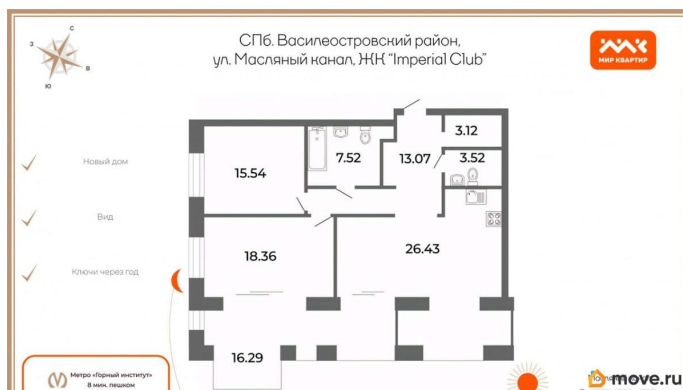 С
З
В
Ю
СПб. Василеостровский район,
ул. Масляный канал, ЖК "Imperial Club"
МИР КВАРТИР
Новый дом
Вид
Ключи через год
15.54
7.52
13.07
3.12
3.52
18.36
26.43
16.29
Метро «Горный институт»
8 мин. пешком
move.ru